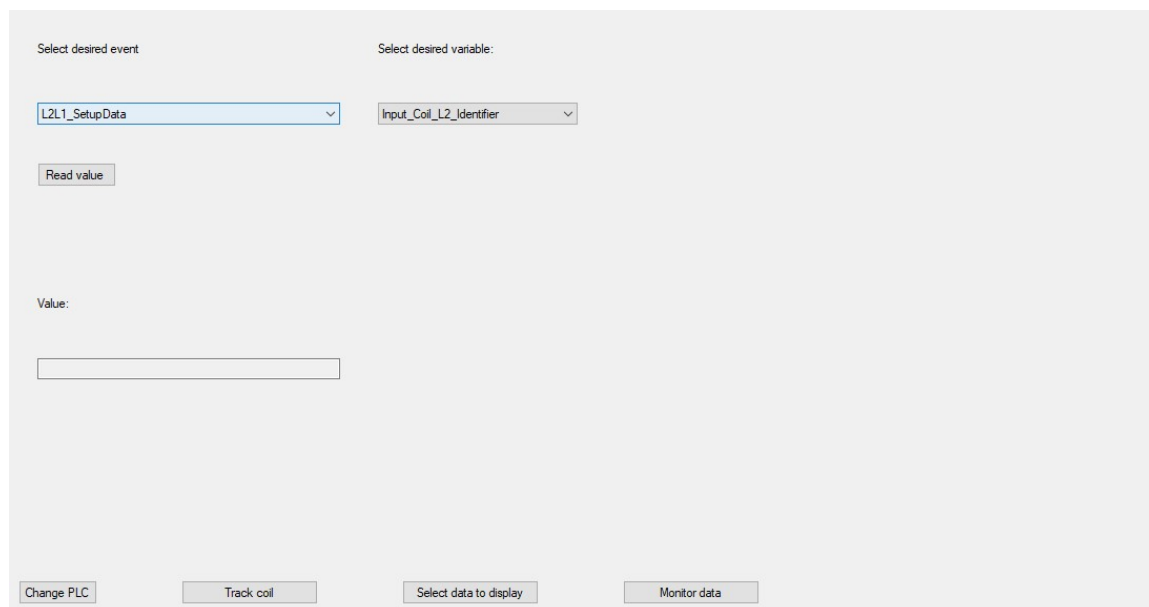 Select desired event
Select desired variable:
L2L1_SetupData
Input_Coil_L2_Identifier
Read value
Value:
Change PLC
Track coil
Select data to display
Monitor data